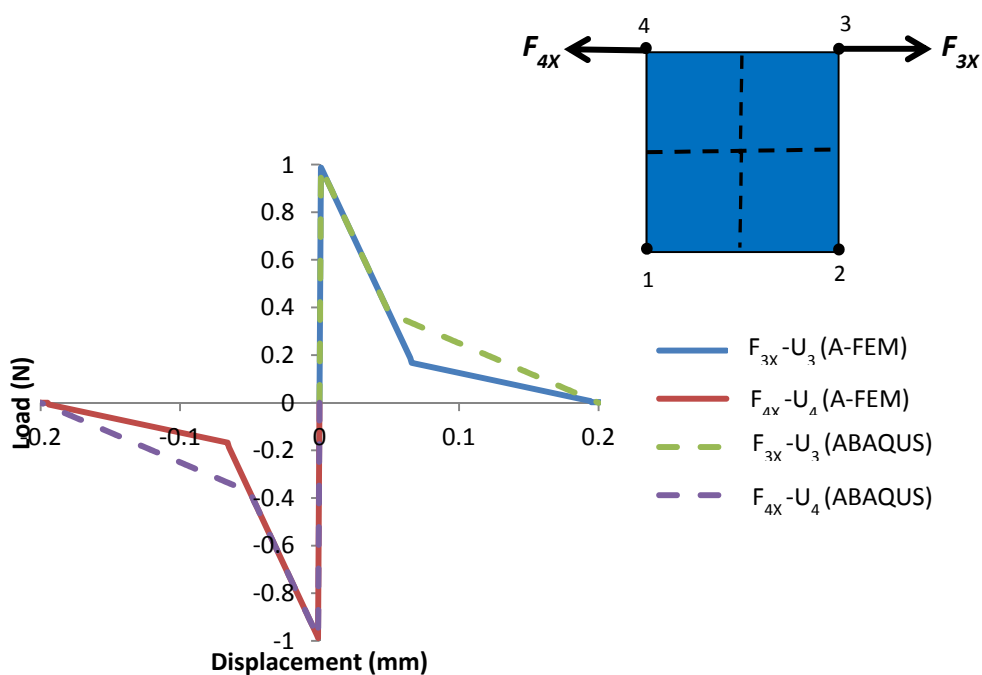 4
3
F4X
F3X
1
2
1
0.8
0.6
0.4
0.2
0
-0.2
-0.4
-0.6
-0.8
-1
-0.2
-0.1
0
0.1
0.2
Load (N)
Displacement (mm)
F3X-U3 (A-FEM)
F4X-U4 (A-FEM)
F3X-U3 (ABAQUS)
F4X-U4 (ABAQUS)